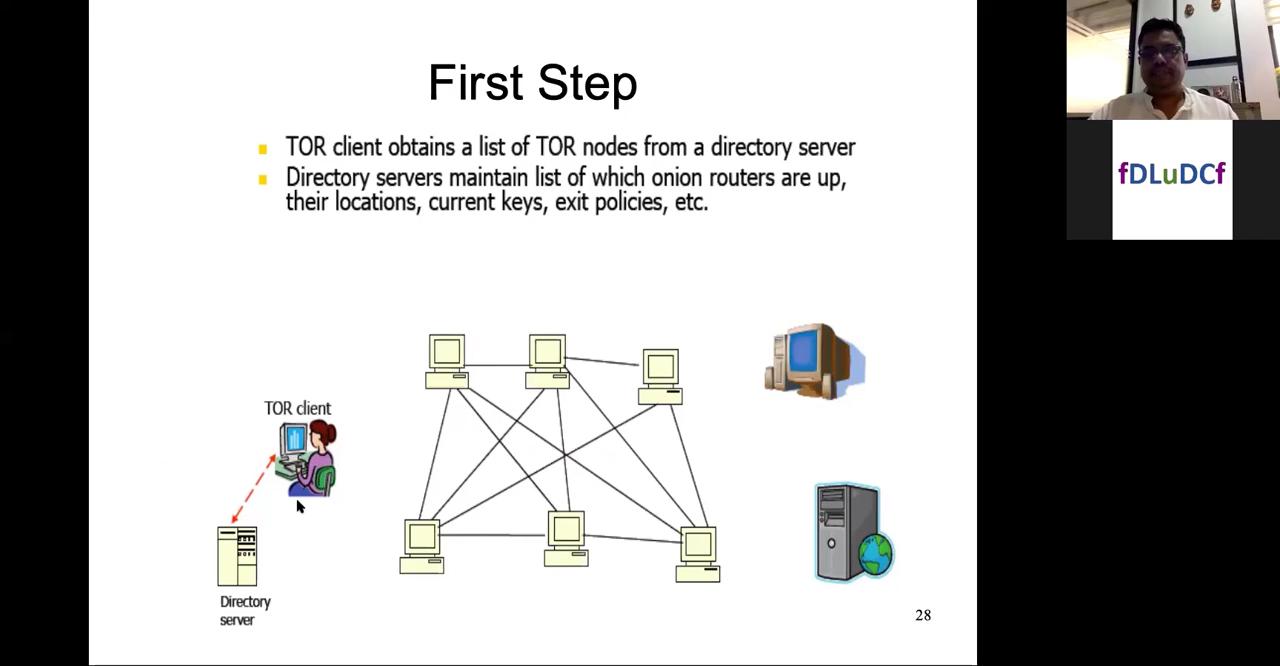 First Step
TOR client obtains a list of TOR nodes from a directory server
Directory servers maintain list of which onion routers are up,
their locations, current keys, exit policies, etc.
fDLuDCf
TOR client
Directory
server
28